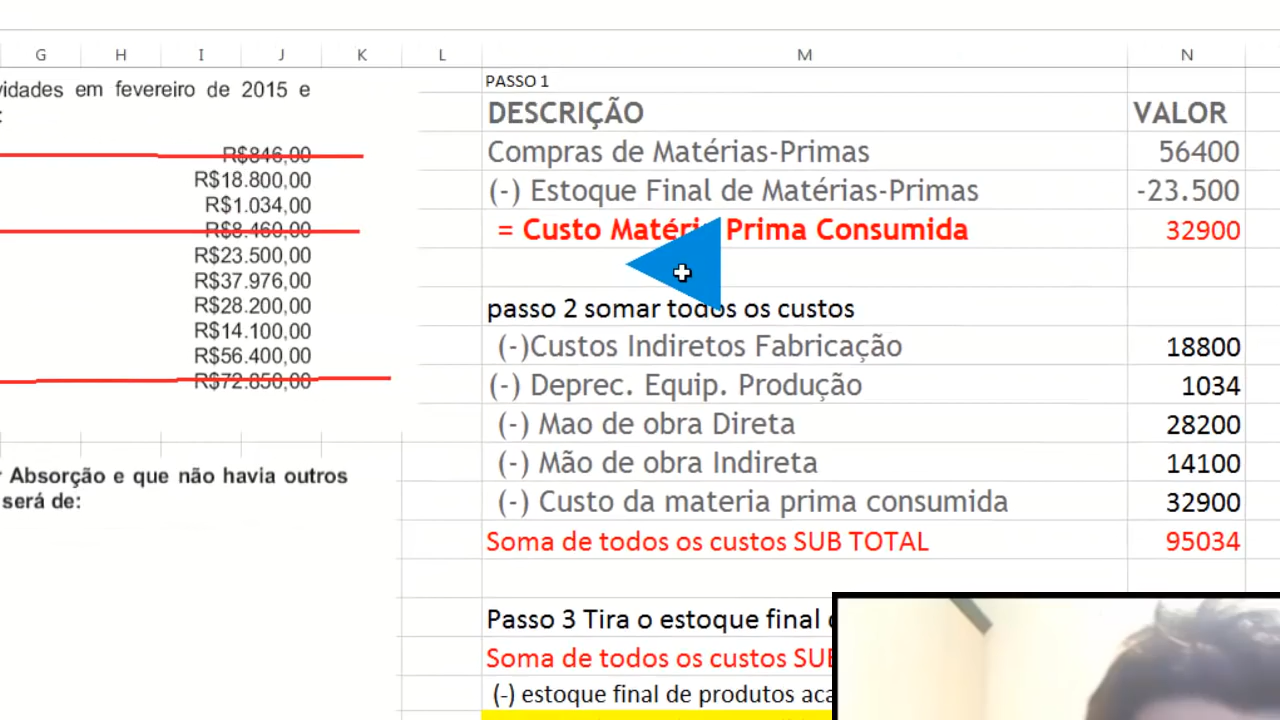 G H I J K L M N
vidades em fevereiro de 2015 e
:
R$846,00
R$18.800,00
R$1.034,00
R$8.460,00
R$23.500,00
R$37.976,00
R$28.200,00
R$14.100,00
R$56.400,00
R$72.850,00
r Absorção e que não havia outros
será de:
PASSO 1
DESCRIÇÃO VALOR
Compras de Matérias-Primas 56400
(-) Estoque Final de Matérias-Primas -23.500
= Custo Matéri Prima Consumida 32900
passo 2 somar todos os custos
(-)Custos Indiretos Fabricação 18800
(-) Deprec. Equip. Produção 1034
(-) Mao de obra Direta 28200
(-) Mão de obra Indireta 14100
(-) Custo da materia prima consumida 32900
Soma de todos os custos SUB TOTAL 95034
Passo 3 Tira o estoque final
Soma de todos os custos SUB
(-) estoque final de produtos aca